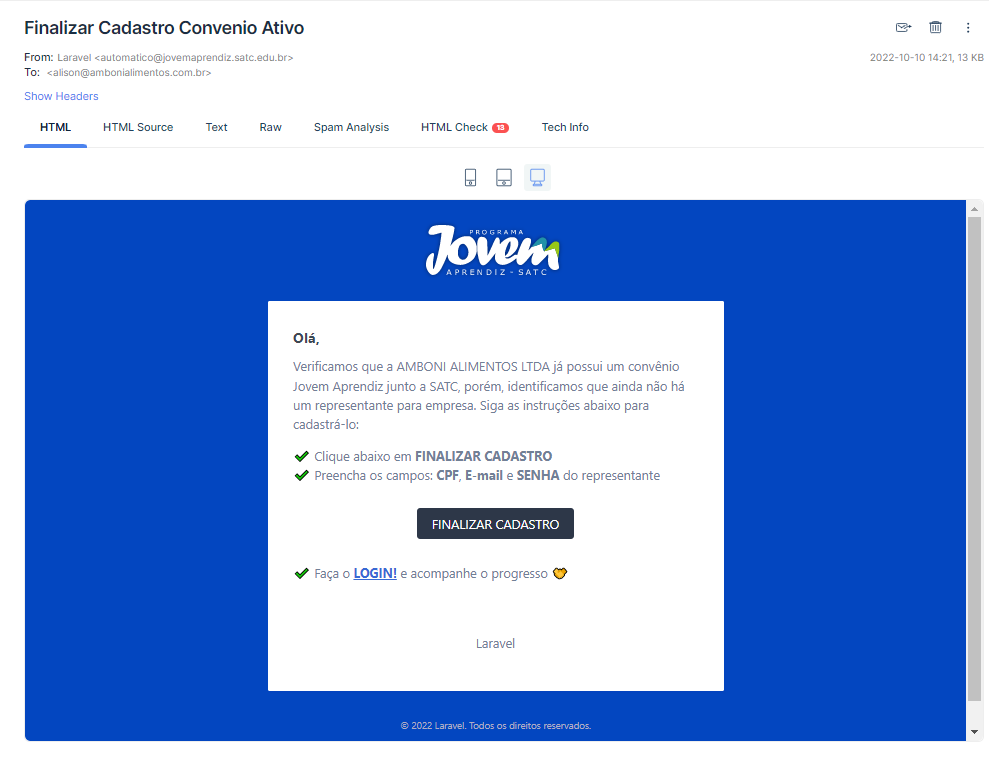 Finalizar Cadastro Convenio Ativo
From: Laravel <automatico@jovemaprendiz.satc.edu.br>
2022-10-10 14:21, 13 KB
To: <alison@ambonialimentos.com.br>
Show Headers
HTML HTML Source Text Raw Spam Analysis HTML Check 13 Tech Info
PROGRAMA
Jovem
APRENDIZ - SATC
Olá,
Verificamos que a AMBONI ALIMENTOS LTDA já possui um convênio
Jovem Aprendiz junto a SATC, porém, identificamos que ainda não há
um representante para empresa. Siga as instruções abaixo para
cadastrá-lo:
✔ Clique abaixo em FINALIZAR CADASTRO
✔ Preencha os campos: CPF, E-mail e SENHA do representante
FINALIZAR CADASTRO
✔ Faça o LOGIN! e acompanhe o progresso
Laravel
© 2022 Laravel. Todos os direitos reservados.